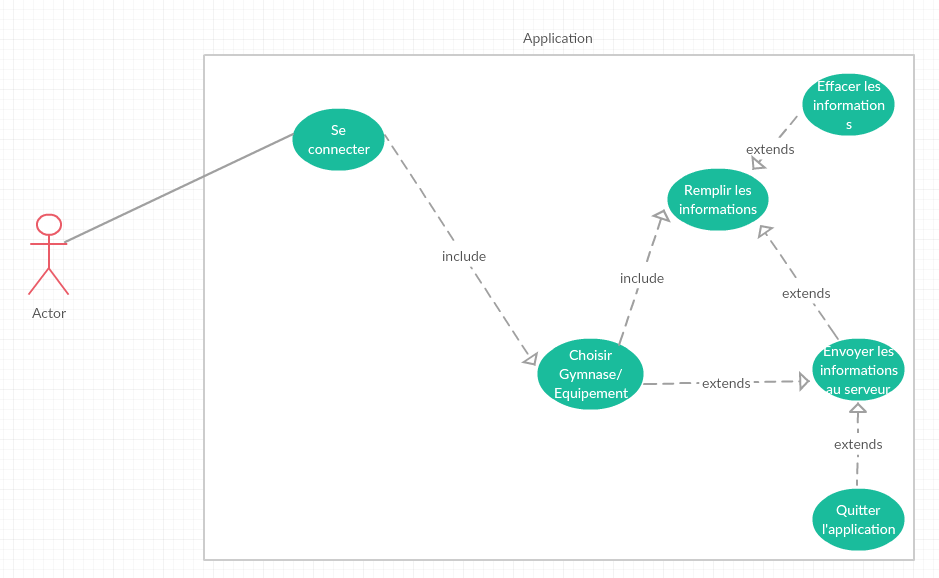 Application
Se
connecter
Effacer les
information
s
extends
Remplir les
informations
include
include
extends
Actor
Choisir
Gymnase/
Equipement
extends
Envoyer les
informations
au serveur
extends
Quitter
l'application